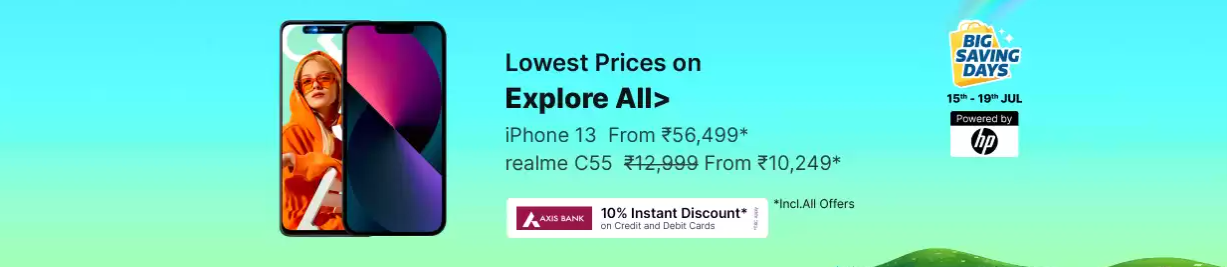 Lowest Prices on
Explore All>
iPhone 13 From ₹56,499*
realme C55 ₹12,999 From ₹10,249*
AXIS BANK
10% Instant Discount*
on Credit and Debit Cards
*Incl.All Offers
BIG
SAVING
DAYS
15th - 19th JUL
Powered by
hp